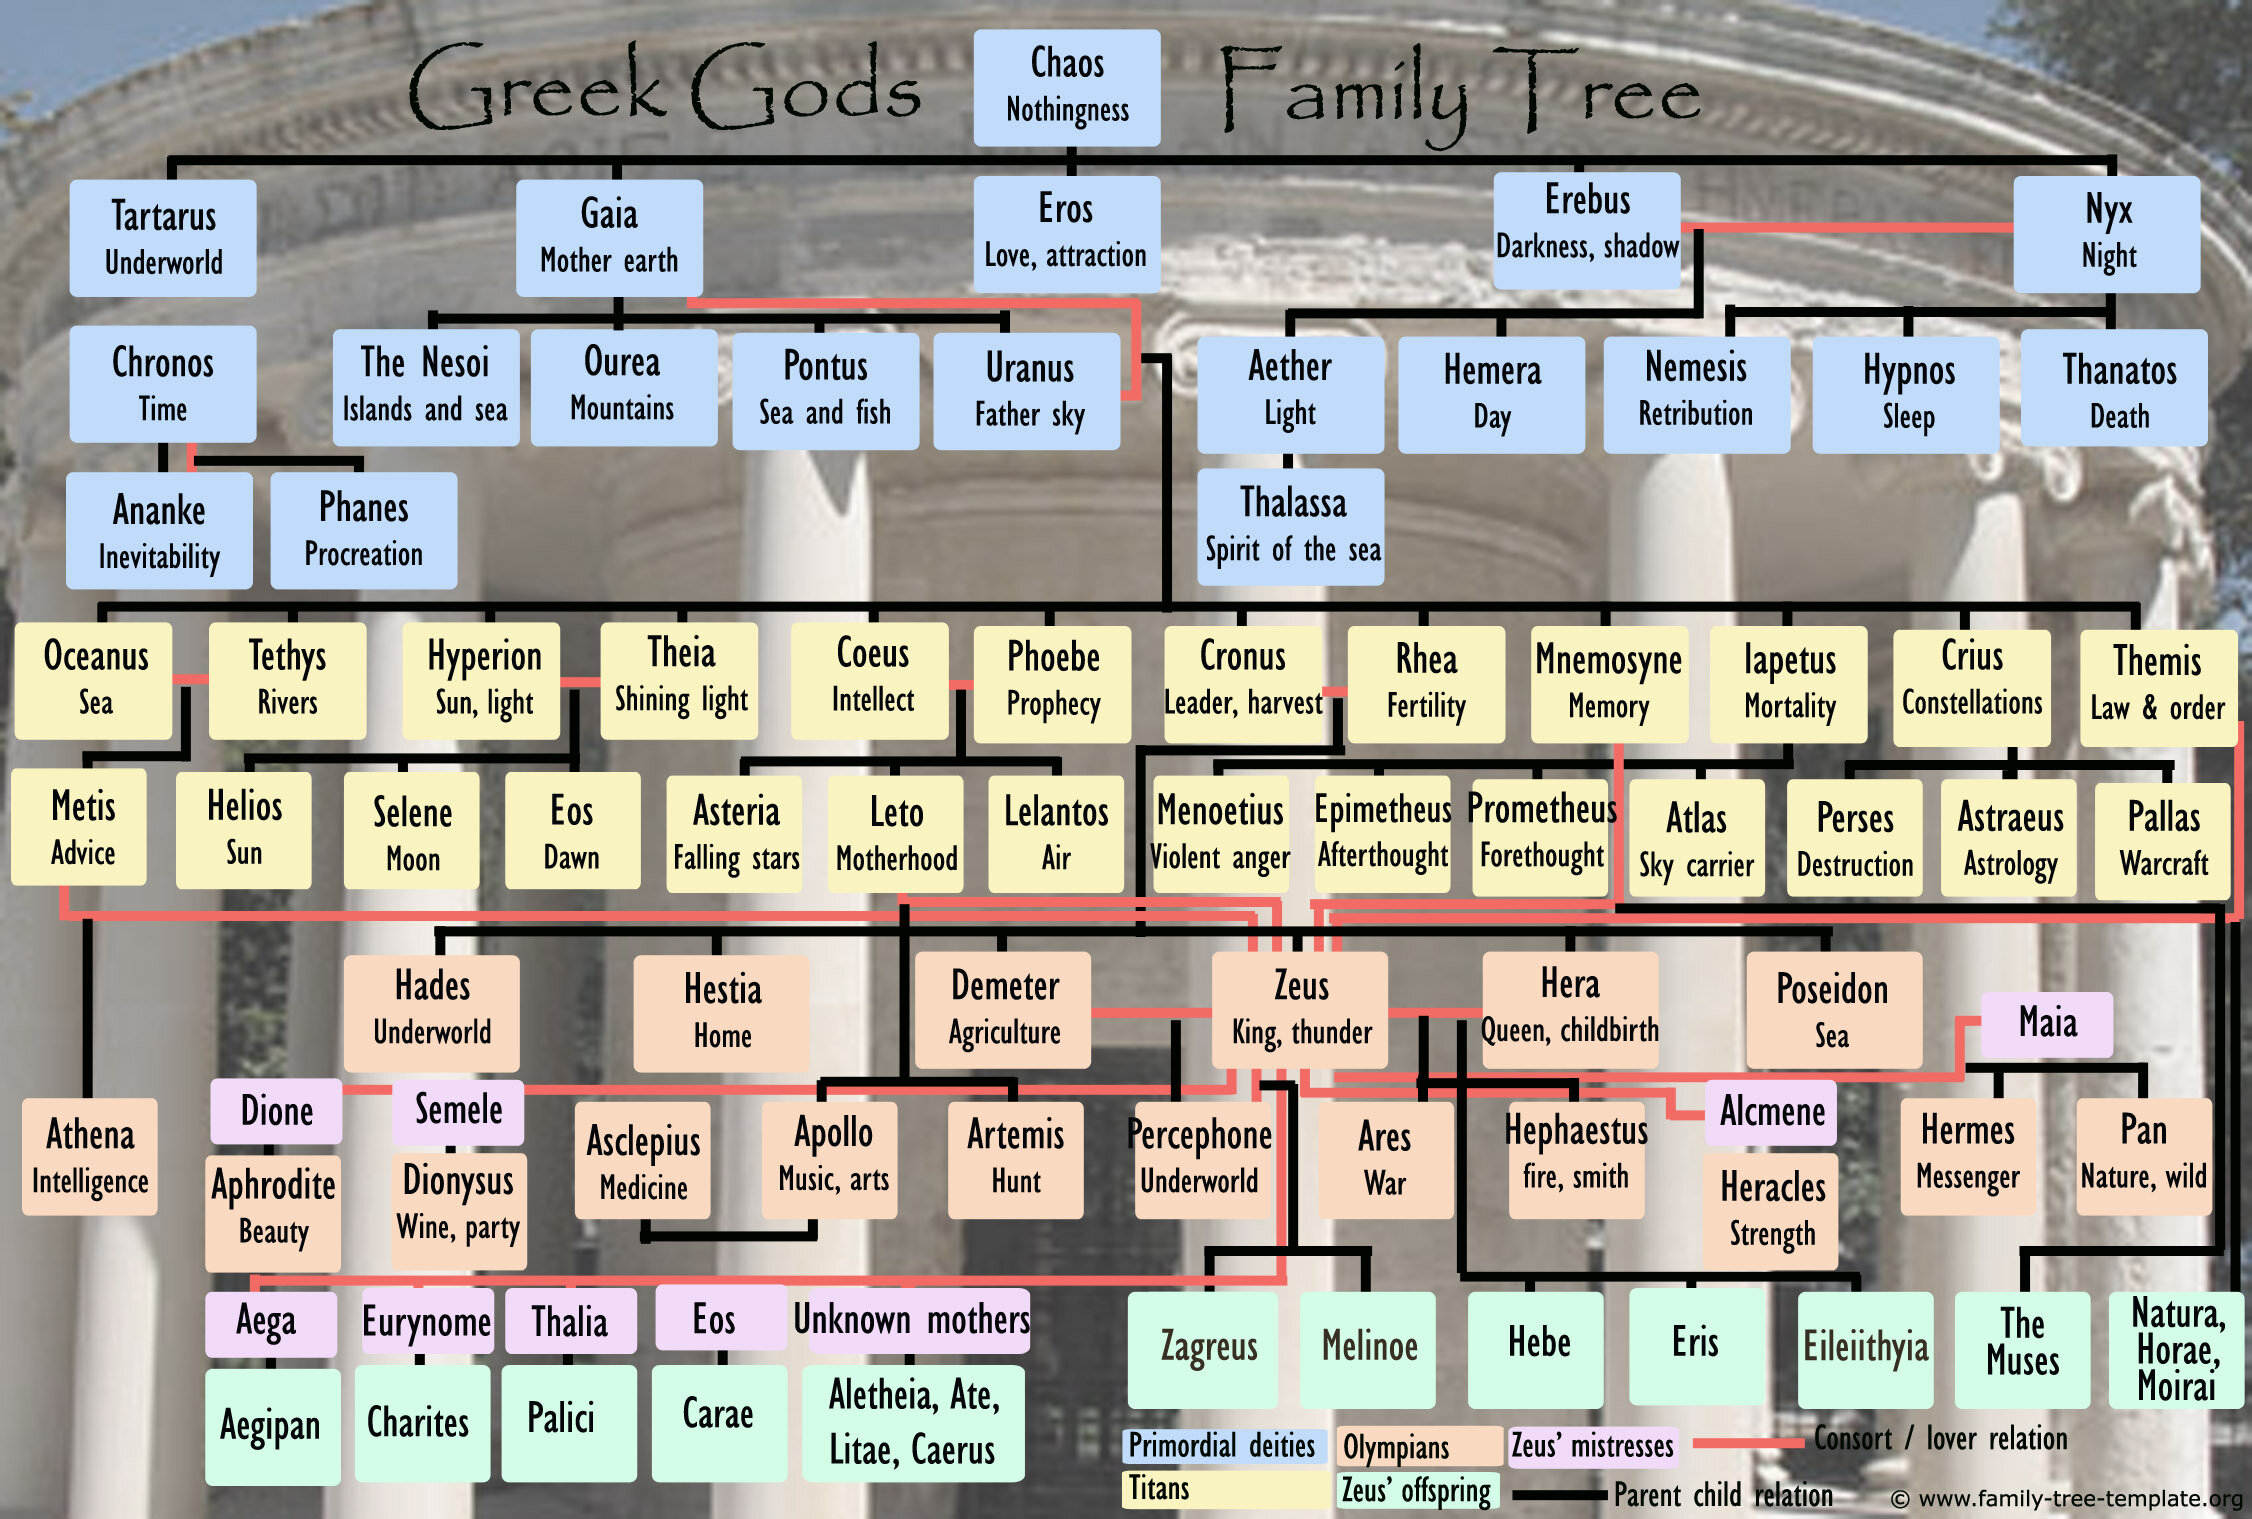 Greek Gods Family Tree
Chaos
Nothingness
Tartarus
Underworld
Gaia
Mother earth
Eros
Love, attraction
Erebus
Darkness, shadow
Nyx
Night
Chronos
Time
The Nesoi
Islands and sea
Ourea
Mountains
Pontus
Sea and fish
Uranus
Father sky
Aether
Light
Hemera
Day
Nemesis
Retribution
Hypnos
Sleep
Thanatos
Death
Ananke
Inevitability
Phanes
Procreation
Thalassa
Spirit of the sea
Oceanus
Sea
Tethys
Rivers
Hyperion
Sun, light
Theia
Shining light
Coeus
Intellect
Phoebe
Prophecy
Cronus
Leader, harvest
Rhea
Fertility
Mnemosyne
Memory
Iapetus
Mortality
Crius
Constellations
Themis
Law & order
Metis
Advice
Helios
Sun
Selene
Moon
Eos
Dawn
Asteria
Falling stars
Leto
Motherhood
Lelantos
Air
Menoetius
Violent anger
Epimetheus
Afterthought
Prometheus
Forethought
Atlas
Sky carrier
Perses
Destruction
Astraeus
Astrology
Pallas
Warcraft
Hades
Underworld
Hestia
Home
Demeter
Agriculture
Zeus
King, thunder
Hera
Queen, childbirth
Poseidon
Sea
Maia
Athena
Intelligence
Dione
Aphrodite
Beauty
Semele
Dionysus
Wine, party
Asclepius
Medicine
Apollo
Music, arts
Artemis
Hunt
Percephone
Underworld
Ares
War
Hephaestus
fire, smith
Alcmene
Heracles
Strength
Hermes
Messenger
Pan
Nature, wild
Aega
Eurynome
Thalia
Eos
Unknown mothers
Aegipan
Charites
Palici
Carae
Aletheia, Ate,
Litae, Caerus
Zagreus
Melinoe
Hebe
Eris
Eileiithyia
The
Muses
Natura,
Horae,
Moirai
Primordial deities
Olympians
Zeus' mistresses
Consort / lover relation
Titans
Zeus' offspring
Parent child relation
© www.family-tree-template.org